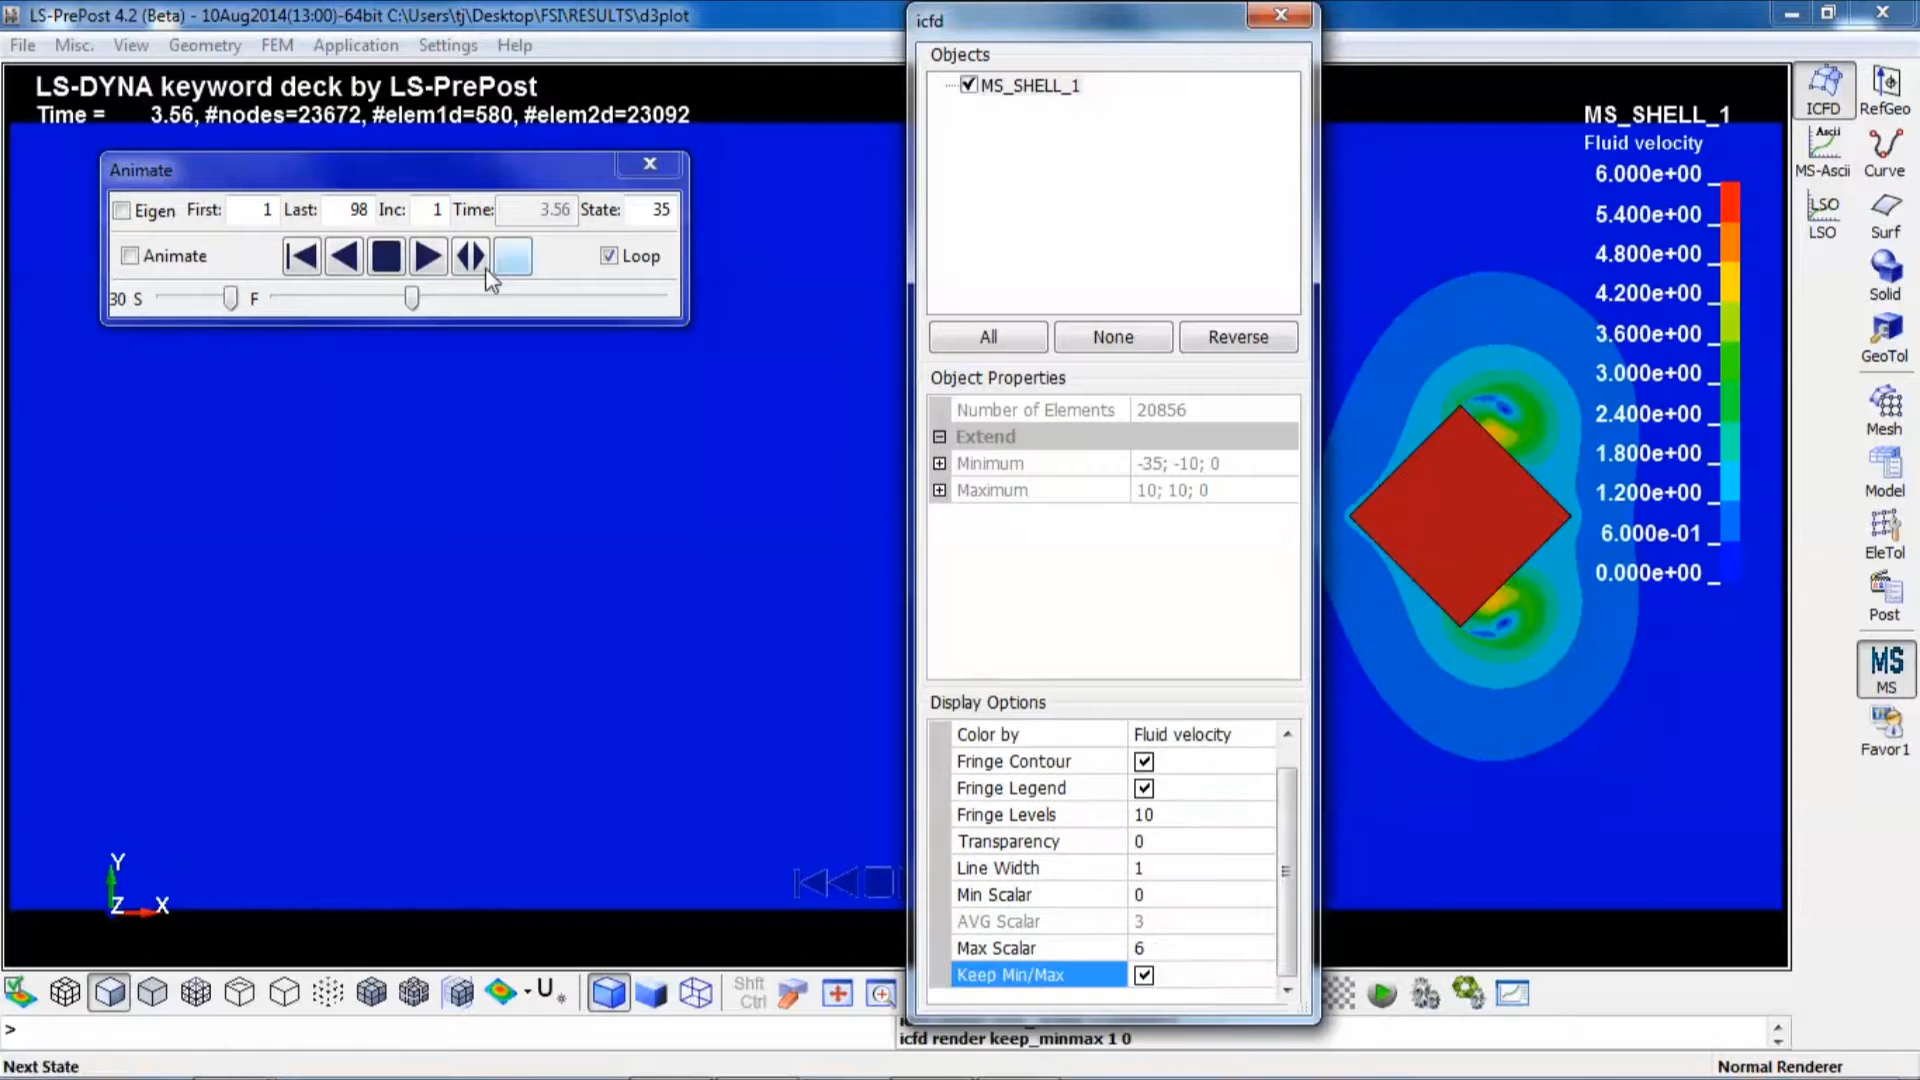 LS-PrePost 4.2 (Beta) - 10Aug2014(13:00)-64bit C:\Users\tj\Desktop\FSI\RESULTS\d3plot
File Misc. View Geometry FEM Application Settings Help
LS-DYNA keyword deck by LS-PrePost
Time = 3.56, #nodes=23672, #elem1d=580, #elem2d=23092
Animate
Eigen First: 1 Last: 98 Inc: 1 Time: 3.56 State: 35
Animate Loop
30 S F
Y
Z X
icfd
Objects
MS_SHELL_1
All None Reverse
Object Properties
Number of Elements 20856
Extend
Minimum -35; -10; 0
Maximum 10; 10; 0
Display Options
Color by Fluid velocity
Fringe Contour
Fringe Legend
Fringe Levels 10
Transparency 0
Line Width 1
Min Scalar 0
AVG Scalar 3
Max Scalar 6
Keep Min/Max
MS_SHELL_1
Fluid velocity
6.000e+00
5.400e+00
4.800e+00
4.200e+00
3.600e+00
3.000e+00
2.400e+00
1.800e+00
1.200e+00
6.000e-01
0.000e+00
ICFD RefGeo
Ascii
MS-Ascii Curve
LSO
LSO Surf
Solid
GeoTol
Mesh
Model
EleTol
Post
MS
MS
Favor1
U
Shft
Ctrl
>
icfd render keep_minmax 1 0
Next State Normal Renderer